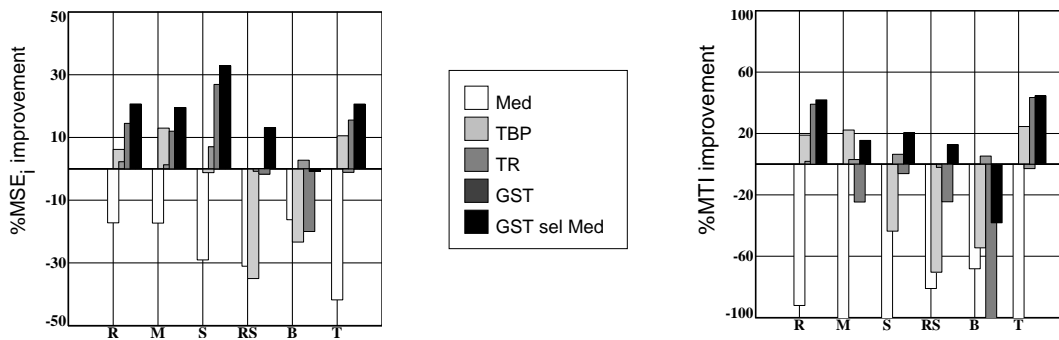 %MSEi improvement
50
30
10
-10
-30
-50
R M S RS B T
Med
TBP
TR
GST
GST sel Med
%MTI improvement
100
60
20
-20
-60
-100
R M S RS B T